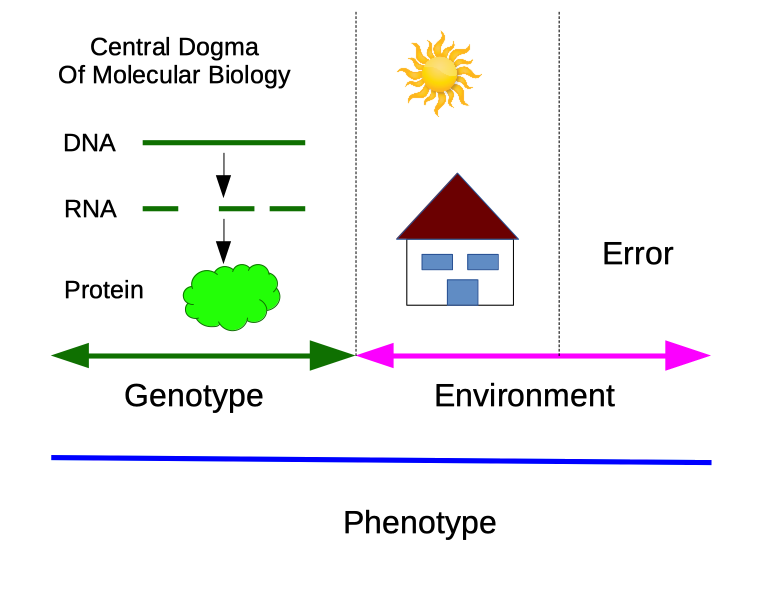 Central Dogma
Of Molecular Biology
DNA
RNA
Protein
Error
Genotype
Environment
Phenotype